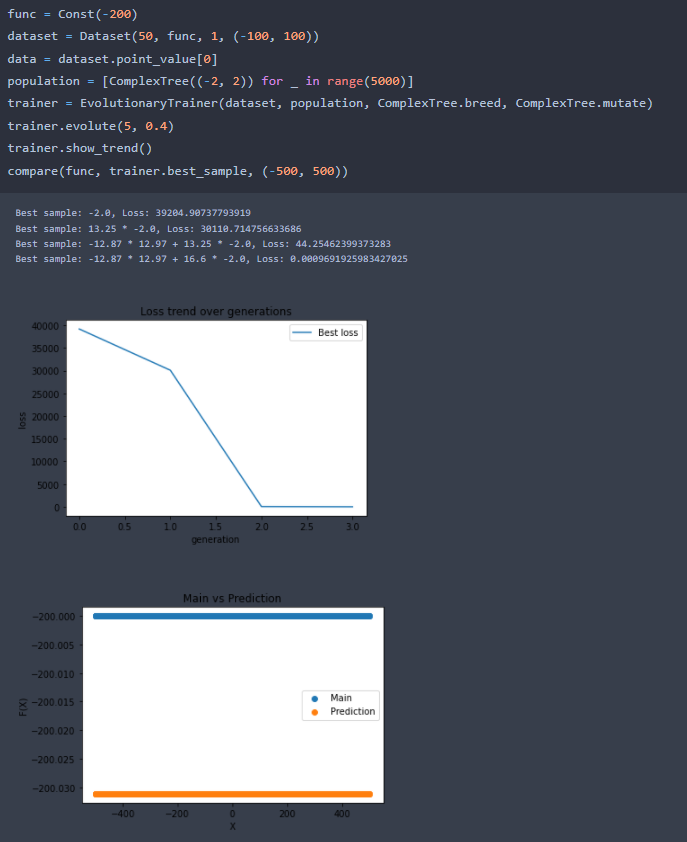 func = Const(-200)
dataset = Dataset(50, func, 1, (-100, 100))
data = dataset.point_value[0]
population = [ComplexTree((-2, 2)) for _ in range(5000)]
trainer = EvolutionaryTrainer(dataset, population, ComplexTree.breed, ComplexTree.mutate)
trainer.evolute(5, 0.4)
trainer.show_trend()
compare(func, trainer.best_sample, (-500, 500))
Best sample: -2.0, Loss: 39204.90737793919
Best sample: 13.25 * -2.0, Loss: 30110.714756633686
Best sample: -12.87 * 12.97 + 13.25 * -2.0, Loss: 44.25462399373283
Best sample: -12.87 * 12.97 + 16.6 * -2.0, Loss: 0.0009691925983427025
Loss trend over generations
Best loss
40000
35000
30000
25000
20000
15000
10000
5000
0
loss
0.0 0.5 1.0 1.5 2.0 2.5 3.0
generation
Main vs Prediction
−200.000
−200.005
−200.010
−200.015
−200.020
−200.025
−200.030
F(X)
Main
Prediction
−400 −200 0 200 400
X